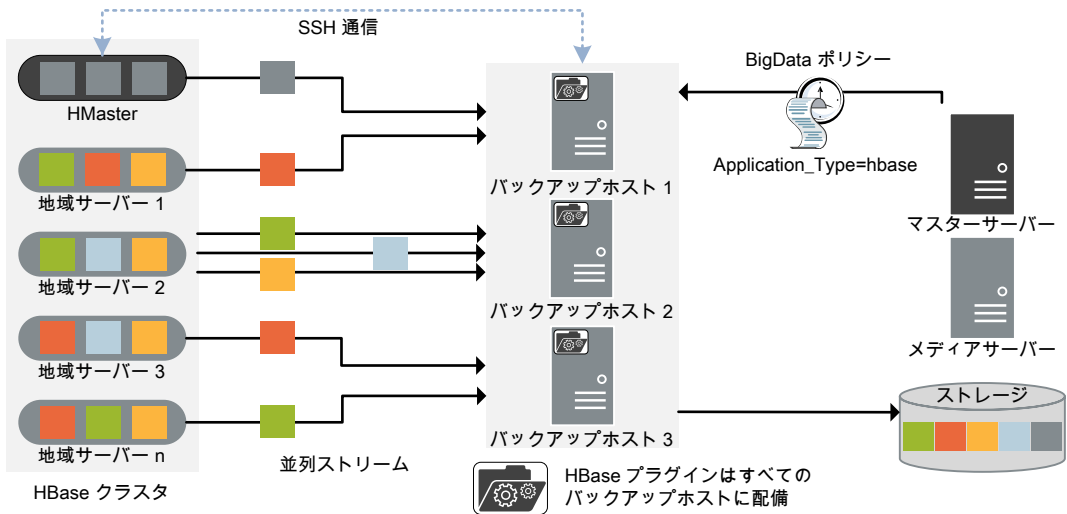 SSH 通信
HMaster
地域サーバー 1
地域サーバー 2
地域サーバー 3
地域サーバー n
HBase クラスタ
並列ストリーム
バックアップホスト 1
バックアップホスト 2
バックアップホスト 3
HBase プラグインはすべての
バックアップホストに配備
BigData ポリシー
Application_Type=hbase
マスターサーバー
メディアサーバー
ストレージ